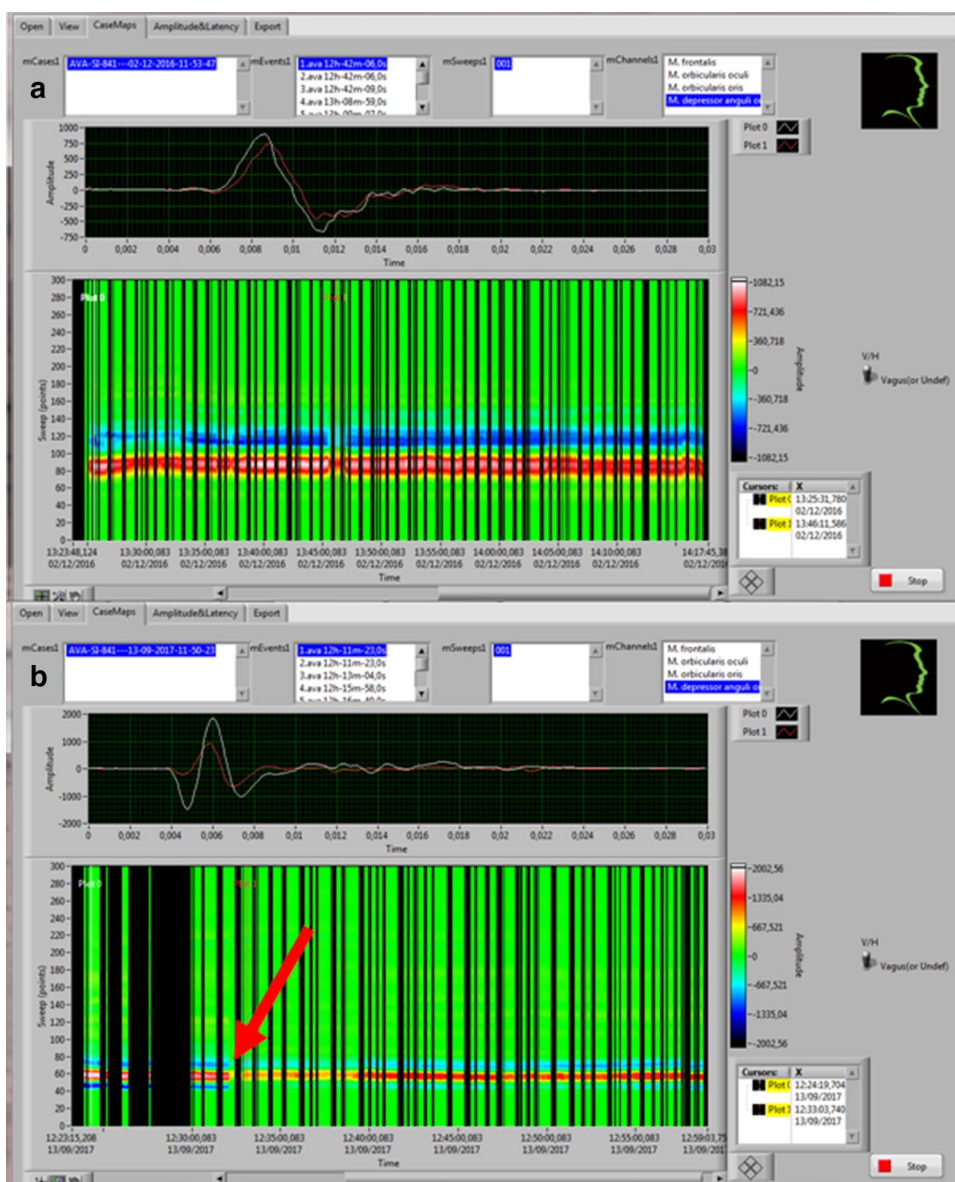 Open View CaseMaps Amplitude&Latency Export
mCases1 AVA-SI-841---02-12-2016-11-53-47 mEvents1 1.ava 12h-42m-06,0s mSweeps1 001 mChannels1 M. frontalis
2.ava 12h-42m-06,0s M. orbicularis oculi
a 3.ava 12h-42m-09,0s M. orbicularis oris
4.ava 13h-08m-59,0s M. depressor anguli
1000 Plot 0
750 Plot 1
500
250
0
-250
-500
-750
Amplitude
0 0,002 0,004 0,006 0,008 0,01 0,012 0,014 0,016 0,018 0,02 0,022 0,024 0,026 0,028 0,03
Time
300
280 Plot 0 1082,15
260
240 721,436
220
200 360,718
180
160 0
140
120 -360,718
100
80 -721,436
60
40 -1082,15
20
0
Sweep (points)
Amplitude
V/H
Vagus(or Undef)
Cursors: X
Plot 13:25:31,780
02/12/2016
Plot 13:46:11,586
02/12/2016
13:23:48,124 13:30:00,083 13:35:00,083 13:40:00,083 13:45:00,083 13:50:00,083 13:55:00,083 14:00:00,083 14:05:00,083 14:10:00,083 14:17:45,38
02/12/2016 02/12/2016 02/12/2016 02/12/2016 02/12/2016 02/12/2016 02/12/2016 02/12/2016 02/12/2016 02/12/2016 02/12/2016
Time
Stop
Open View CaseMaps Amplitude&Latency Export
mCases1 AVA-SI-841---13-09-2017-11-50-23 mEvents1 1.ava 12h-11m-23,0s mSweeps1 001 mChannels1 M. frontalis
2.ava 12h-13m-04,0s M. orbicularis oculi
b 3.ava 12h-15m-58,0s M. orbicularis oris
M. depressor anguli
2000 Plot 0
1000 Plot 1
0
-1000
-2000
Amplitude
0 0,002 0,004 0,006 0,008 0,01 0,012 0,014 0,016 0,018 0,02 0,022 0,024 0,026 0,028 0,03
Time
300
280 Plot 0 2002,56
260
240 1335,04
220
200 667,521
180
160 0
140
120 -667,521
100
80 -1335,04
60
40 -2002,56
20
0
Sweep (points)
Amplitude
V/H
Vagus(or Undef)
Cursors: X
Plot 12:24:19,704
13/09/2017
Plot 12:33:03,740
13/09/2017
12:23:15,208 12:30:00,083 12:35:00,083 12:40:00,083 12:45:00,083 12:50:00,083 12:55:00,083 12:59:03,75
13/09/2017 13/09/2017 13/09/2017 13/09/2017 13/09/2017 13/09/2017 13/09/2017 13/09/2017
Time
Stop